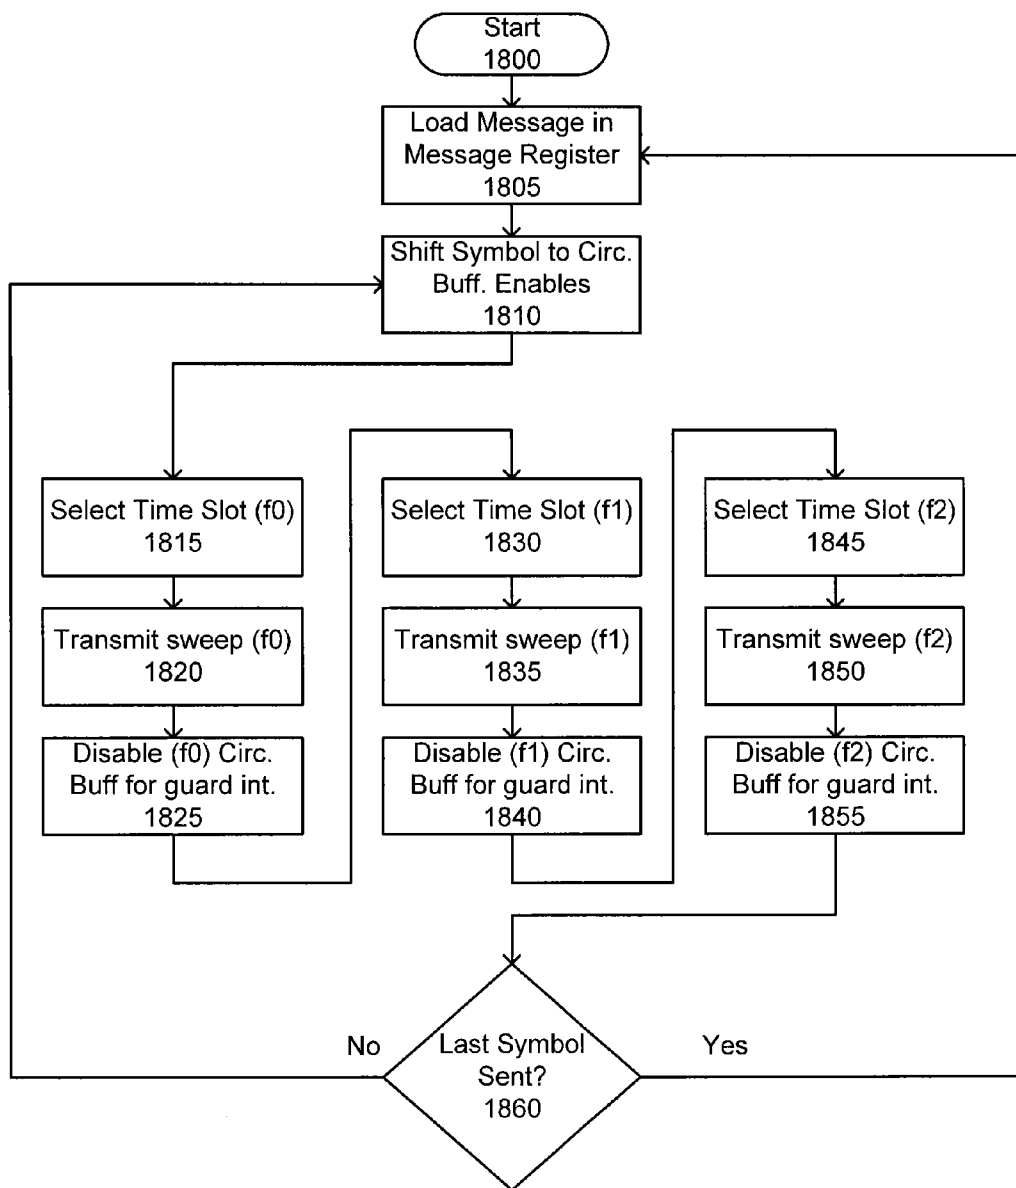 Start
1800
Load Message in
Message Register
1805
Shift Symbol to Circ.
Buff. Enables
1810
Select Time Slot (f0)
1815
Transmit sweep (f0)
1820
Disable (f0) Circ.
Buff for guard int.
1825
Select Time Slot (f1)
1830
Transmit sweep (f1)
1835
Disable (f1) Circ.
Buff for guard int.
1840
Select Time Slot (f2)
1845
Transmit sweep (f2)
1850
Disable (f2) Circ.
Buff for guard int.
1855
No
Last Symbol
Sent?
1860
Yes